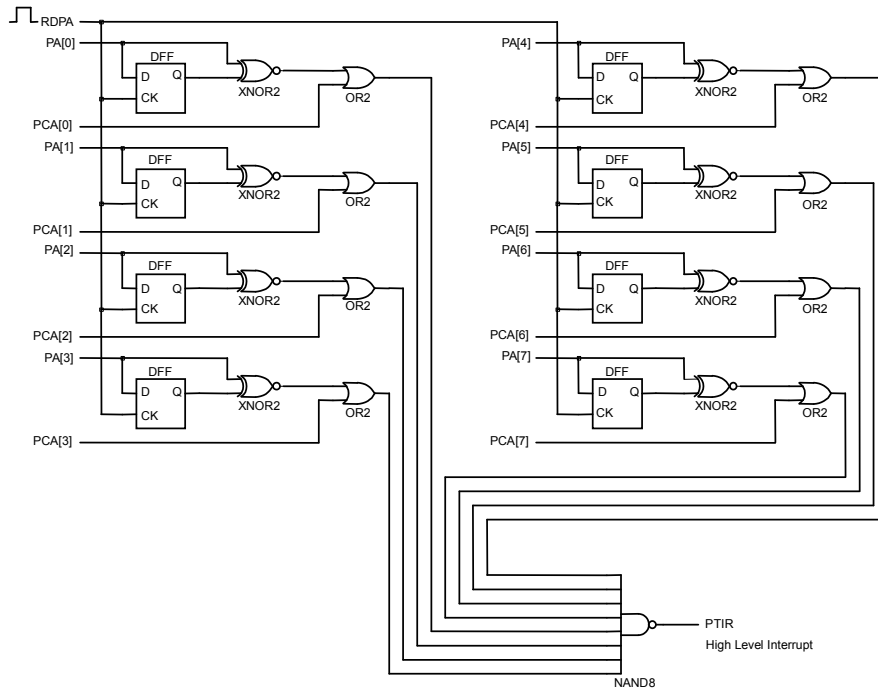 RDPA
PA[0]
DFF
D
Q
CK
XNOR2
OR2
PCA[0]
PA[1]
DFF
D
Q
CK
XNOR2
OR2
PCA[1]
PA[2]
DFF
D
Q
CK
XNOR2
OR2
PCA[2]
PA[3]
DFF
D
Q
CK
XNOR2
OR2
PCA[3]
PA[4]
DFF
D
Q
CK
XNOR2
OR2
PCA[4]
PA[5]
DFF
D
Q
CK
XNOR2
OR2
PCA[5]
PA[6]
DFF
D
Q
CK
XNOR2
OR2
PCA[6]
PA[7]
DFF
D
Q
CK
XNOR2
OR2
PCA[7]
PTIR
High Level Interrupt
NAND8